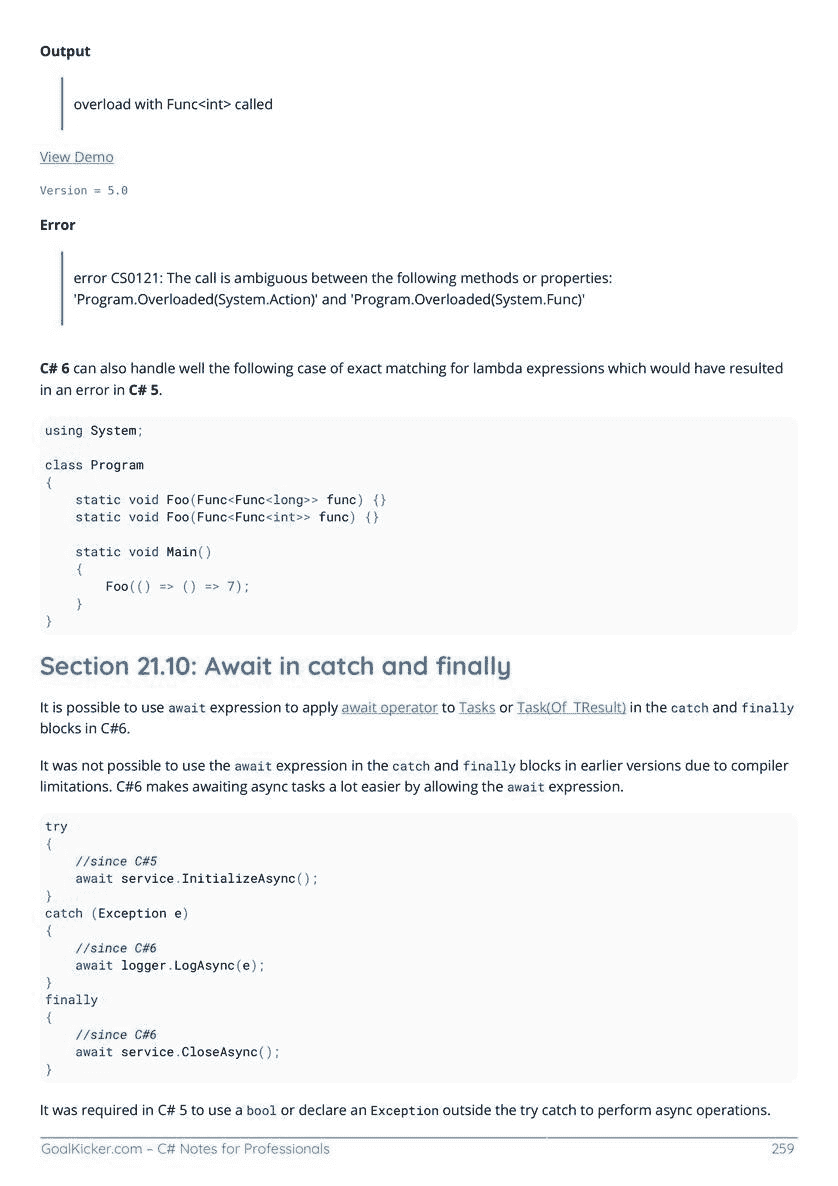 Output
overload with Func<int> called
View Demo
Version = 5.0
Error
error CS0121: The call is ambiguous between the following methods or properties:
'Program.Overloaded(System.Action)' and 'Program.Overloaded(System.Func)'
C# 6 can also handle well the following case of exact matching for lambda expressions which would have resulted
in an error in C# 5.
using System;
class Program
{
    static void Foo(Func<Func<long>> func) {}
    static void Foo(Func<Func<int>> func) {}
    static void Main()
    {
        Foo(() => () => 7);
    }
}
Section 21.10: Await in catch and finally
It is possible to use await expression to apply await operator to Tasks or Task(Of TResult) in the catch and finally
blocks in C#6.
It was not possible to use the await expression in the catch and finally blocks in earlier versions due to compiler
limitations. C#6 makes awaiting async tasks a lot easier by allowing the await expression.
try
{
    //since C#5
    await service.InitializeAsync();
}
catch (Exception e)
{
    //since C#6
    await logger.LogAsync(e);
}
finally
{
    //since C#6
    await service.CloseAsync();
}
It was required in C# 5 to use a bool or declare an Exception outside the try catch to perform async operations.
GoalKicker.com – C# Notes for Professionals
259